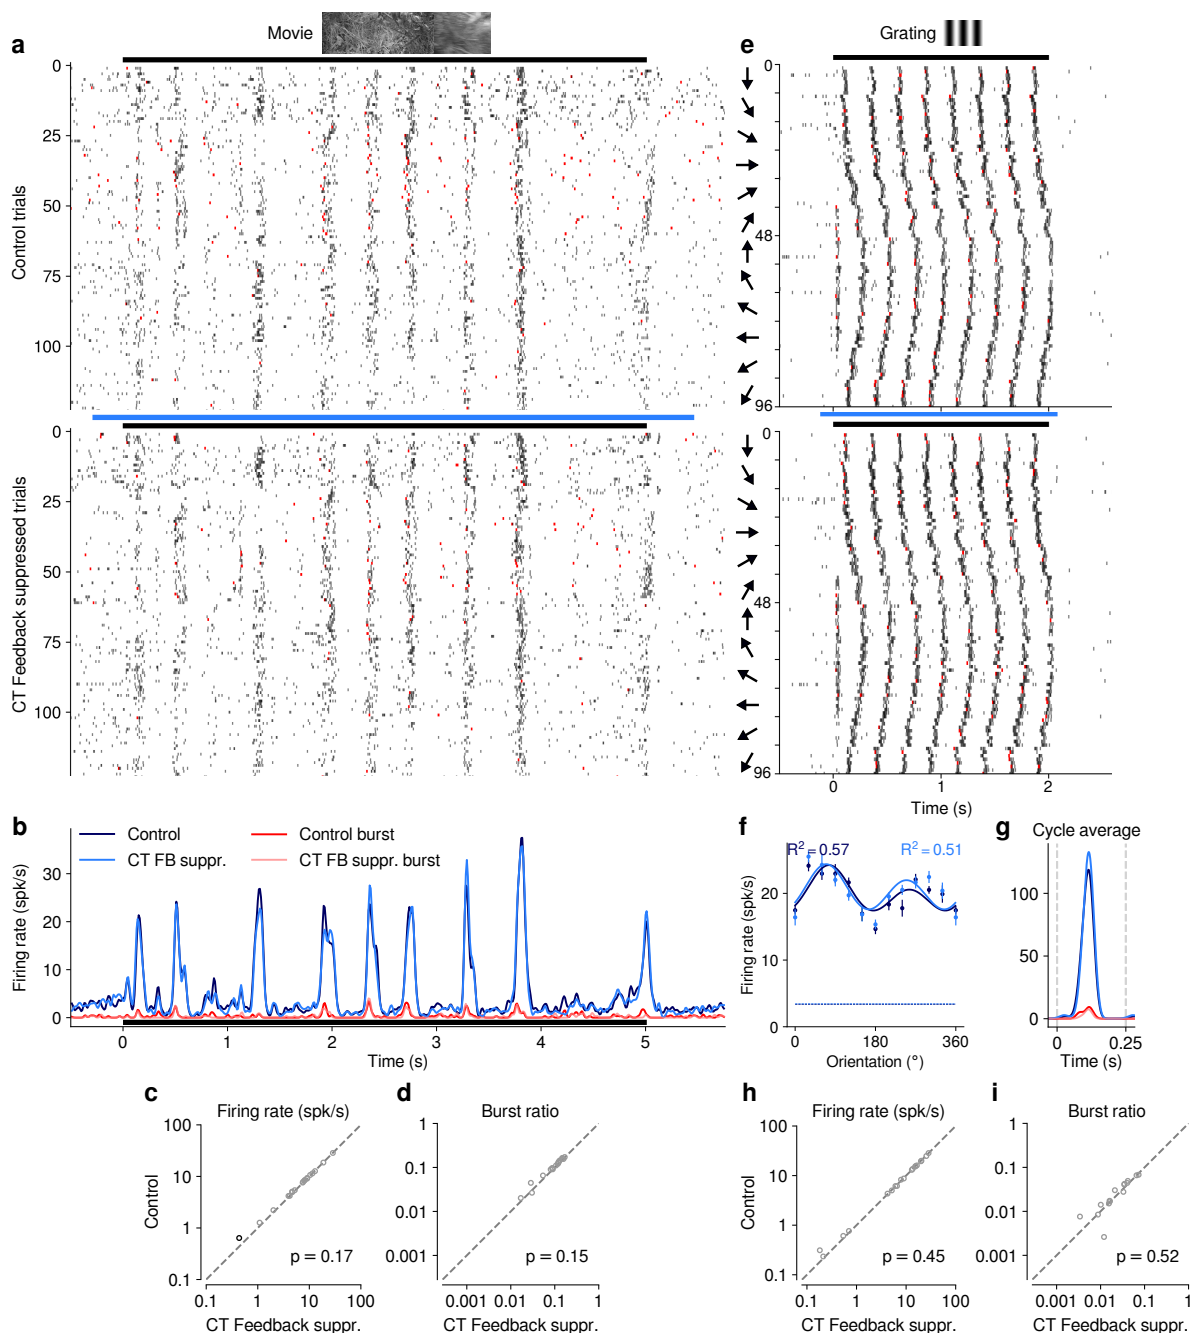 a
Movie
0
25
50
75
100
Control trials
0
25
50
75
100
CT Feedback suppressed trials
e
Grating
0
48
96
0
48
96
0 1 2
Time (s)
b
Control
CT FB suppr.
Control burst
CT FB suppr. burst
30
20
10
0
Firing rate (spk/s)
0 1 2 3 4 5
Time (s)
f
R² = 0.57
R² = 0.51
20
10
0
Firing rate (spk/s)
0 180 360
Orientation (°)
g
Cycle average
100
50
0
0 0.25
Time (s)
c
Firing rate (spk/s)
100
10
1
0.1
Control
p = 0.17
0.1 1 10 100
CT Feedback suppr.
d
Burst ratio
1
0.1
0.01
0.001
p = 0.15
0.001 0.01 0.1 1
CT Feedback suppr.
h
Firing rate (spk/s)
100
10
1
0.1
Control
p = 0.45
0.1 1 10 100
CT Feedback suppr.
i
Burst ratio
1
0.1
0.01
0.001
p = 0.52
0.001 0.01 0.1 1
CT Feedback suppr.